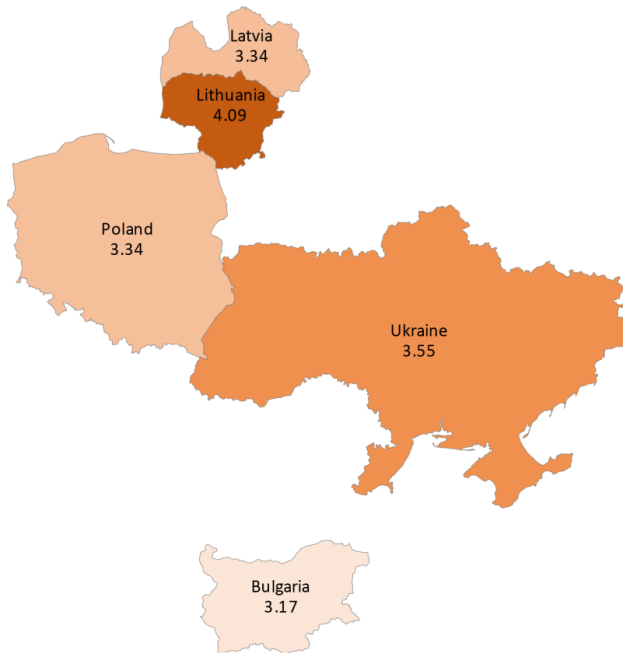 Latvia
3.34
Lithuania
4.09
Poland
3.34
Ukraine
3.55
Bulgaria
3.17